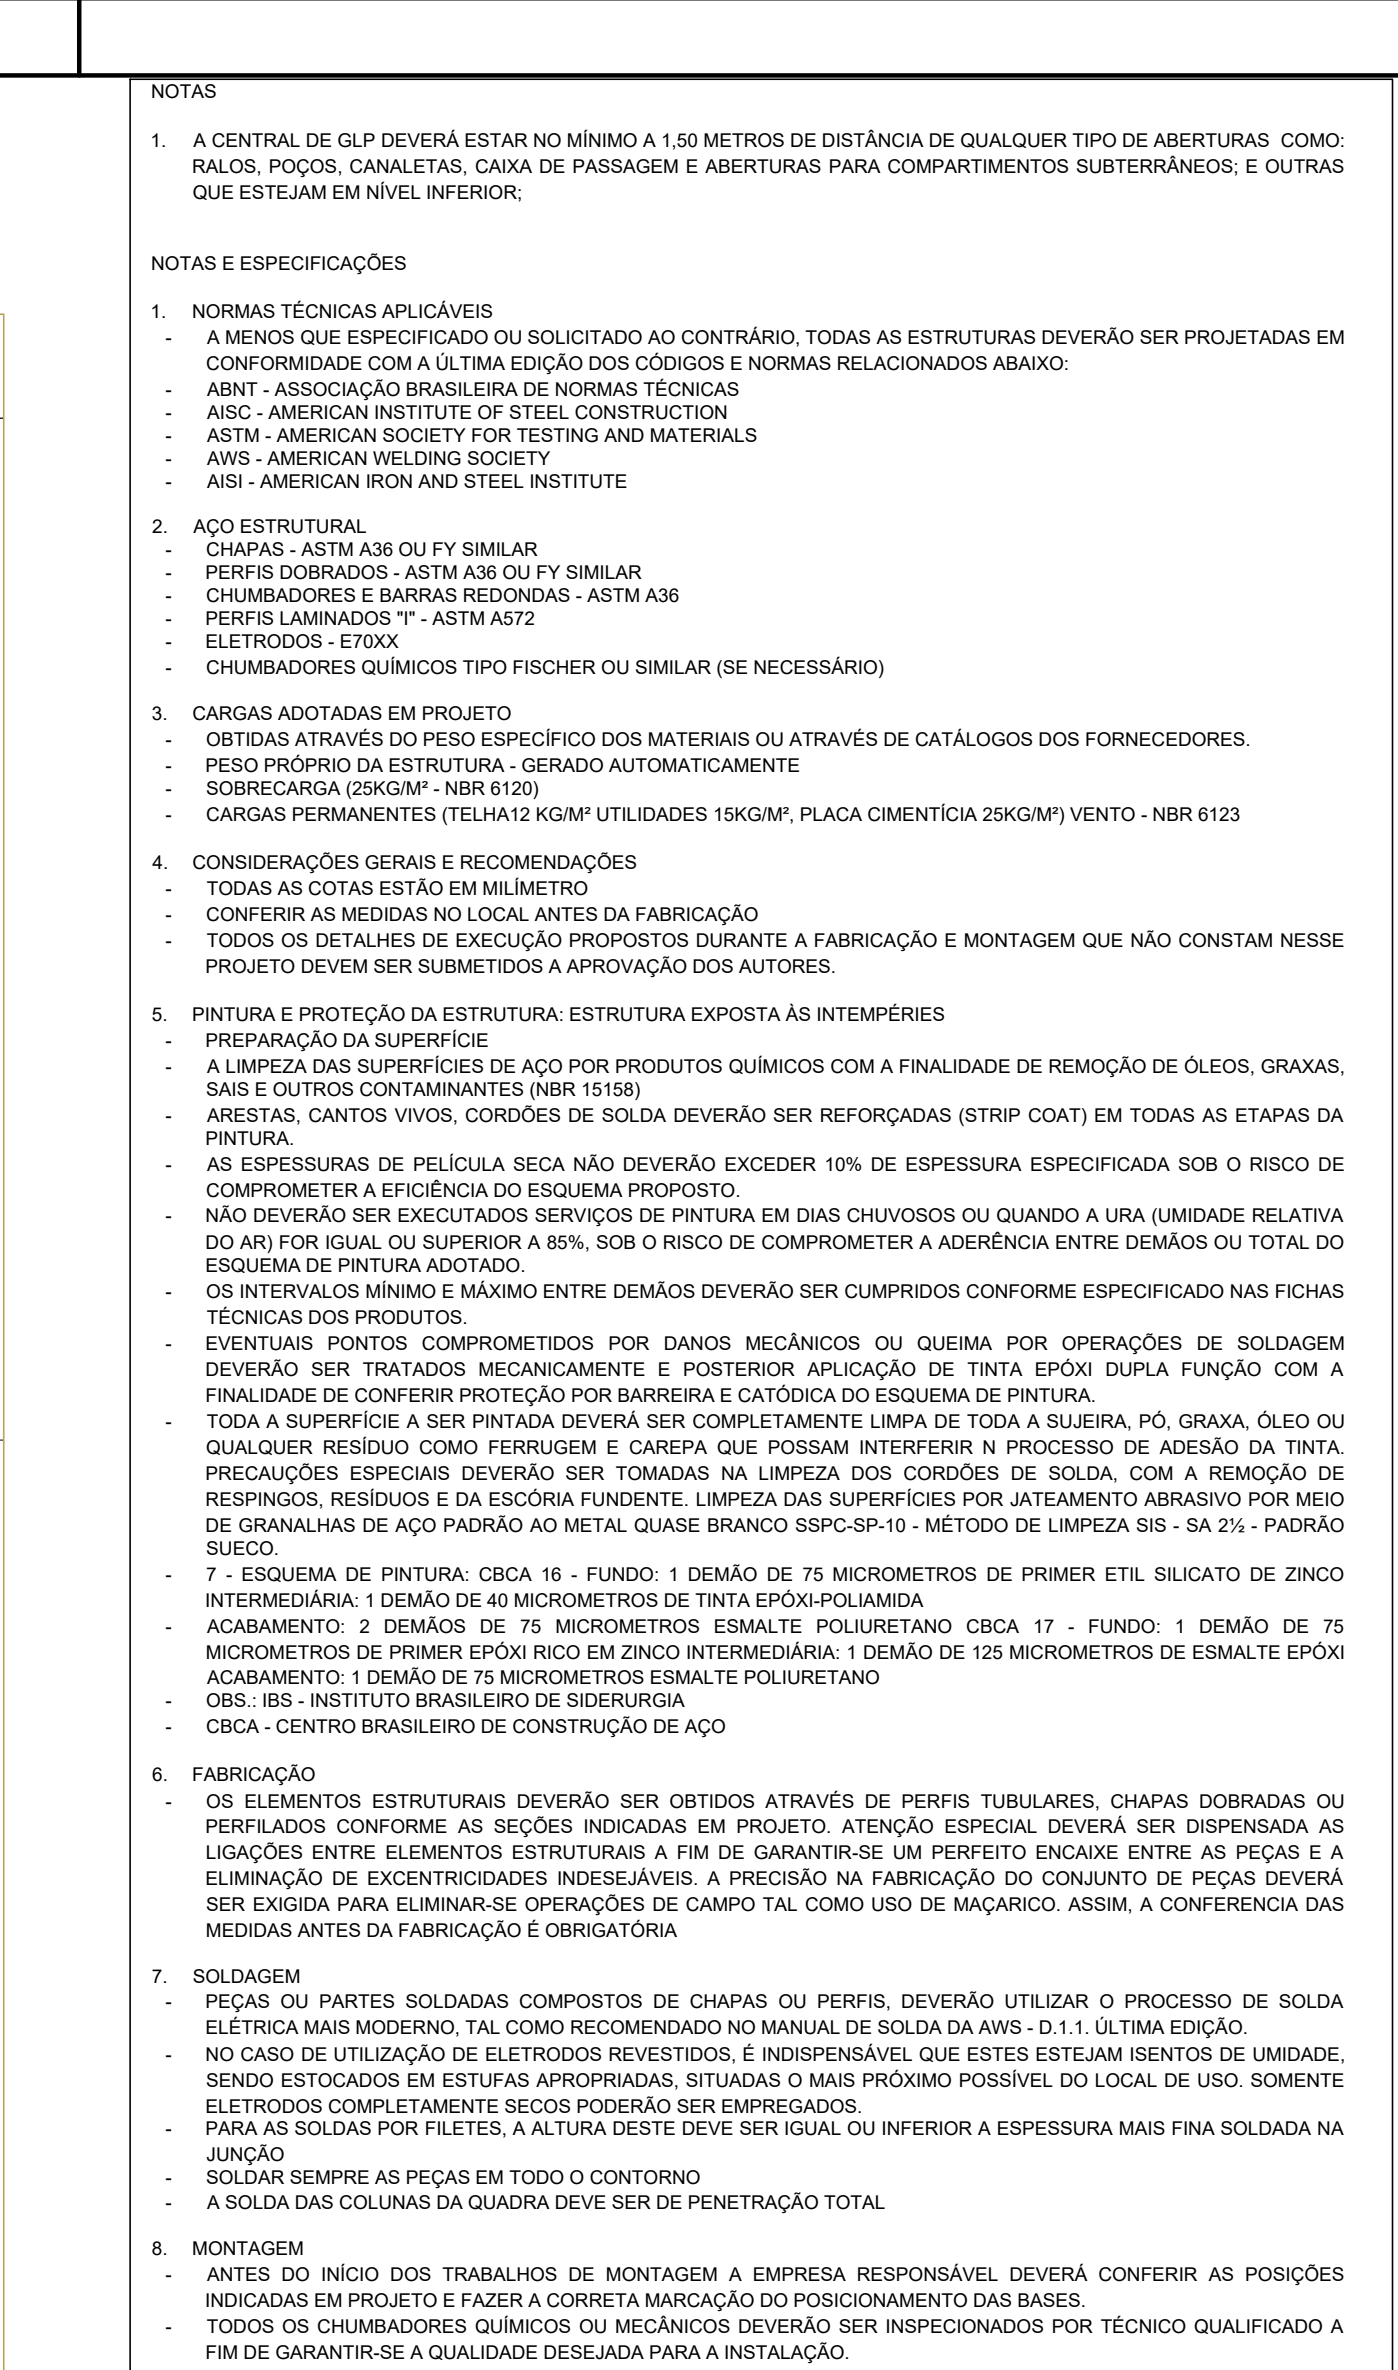 NOTAS
1. A CENTRAL DE GLP DEVERÁ ESTAR NO MÍNIMO A 1,50 METROS DE DISTÂNCIA DE QUALQUER TIPO DE ABERTURAS COMO:
RALOS, POÇOS, CANALETAS, CAIXA DE PASSAGEM E ABERTURAS PARA COMPARTIMENTOS SUBTERRÂNEOS; E OUTRAS
QUE ESTEJAM EM NÍVEL INFERIOR;
NOTAS E ESPECIFICAÇÕES
1. NORMAS TÉCNICAS APLICÁVEIS
- A MENOS QUE ESPECIFICADO OU SOLICITADO AO CONTRÁRIO, TODAS AS ESTRUTURAS DEVERÃO SER PROJETADAS EM
CONFORMIDADE COM A ÚLTIMA EDIÇÃO DOS CÓDIGOS E NORMAS RELACIONADOS ABAIXO:
- ABNT - ASSOCIAÇÃO BRASILEIRA DE NORMAS TÉCNICAS
- AISC - AMERICAN INSTITUTE OF STEEL CONSTRUCTION
- ASTM - AMERICAN SOCIETY FOR TESTING AND MATERIALS
- AWS - AMERICAN WELDING SOCIETY
- AISI - AMERICAN IRON AND STEEL INSTITUTE
2. AÇO ESTRUTURAL
- CHAPAS - ASTM A36 OU FY SIMILAR
- PERFIS DOBRADOS - ASTM A36 OU FY SIMILAR
- CHUMBADORES E BARRAS REDONDAS - ASTM A36
- PERFIS LAMINADOS "I" - ASTM A572
- ELETRODOS - E70XX
- CHUMBADORES QUÍMICOS TIPO FISCHER OU SIMILAR (SE NECESSÁRIO)
3. CARGAS ADOTADAS EM PROJETO
- OBTIDAS ATRAVÉS DO PESO ESPECÍFICO DOS MATERIAIS OU ATRAVÉS DE CATÁLOGOS DOS FORNECEDORES.
- PESO PRÓPRIO DA ESTRUTURA - GERADO AUTOMATICAMENTE
- SOBRECARGA (25KG/M² - NBR 6120)
- CARGAS PERMANENTES (TELHA12 KG/M² UTILIDADES 15KG/M², PLACA CIMENTÍCIA 25KG/M²) VENTO - NBR 6123
4. CONSIDERAÇÕES GERAIS E RECOMENDAÇÕES
- TODAS AS COTAS ESTÃO EM MILÍMETRO
- CONFERIR AS MEDIDAS NO LOCAL ANTES DA FABRICAÇÃO
- TODOS OS DETALHES DE EXECUÇÃO PROPOSTOS DURANTE A FABRICAÇÃO E MONTAGEM QUE NÃO CONSTAM NESSE
PROJETO DEVEM SER SUBMETIDOS A APROVAÇÃO DOS AUTORES.
5. PINTURA E PROTEÇÃO DA ESTRUTURA: ESTRUTURA EXPOSTA ÀS INTEMPÉRIES
- PREPARAÇÃO DA SUPERFÍCIE
- A LIMPEZA DAS SUPERFÍCIES DE AÇO POR PRODUTOS QUÍMICOS COM A FINALIDADE DE REMOÇÃO DE ÓLEOS, GRAXAS,
SAIS E OUTROS CONTAMINANTES (NBR 15158)
- ARESTAS, CANTOS VIVOS, CORDÕES DE SOLDA DEVERÃO SER REFORÇADAS (STRIP COAT) EM TODAS AS ETAPAS DA
PINTURA.
- AS ESPESSURAS DE PELÍCULA SECA NÃO DEVERÃO EXCEDER 10% DE ESPESSURA ESPECIFICADA SOB O RISCO DE
COMPROMETER A EFICIÊNCIA DO ESQUEMA PROPOSTO.
- NÃO DEVERÃO SER EXECUTADOS SERVIÇOS DE PINTURA EM DIAS CHUVOSOS OU QUANDO A URA (UMIDADE RELATIVA
DO AR) FOR IGUAL OU SUPERIOR A 85%, SOB O RISCO DE COMPROMETER A ADERÊNCIA ENTRE DEMÃOS OU TOTAL DO
ESQUEMA DE PINTURA ADOTADO.
- OS INTERVALOS MÍNIMO E MÁXIMO ENTRE DEMÃOS DEVERÃO SER CUMPRIDOS CONFORME ESPECIFICADO NAS FICHAS
TÉCNICAS DOS PRODUTOS.
- EVENTUAIS PONTOS COMPROMETIDOS POR DANOS MECÂNICOS OU QUEIMA POR OPERAÇÕES DE SOLDAGEM
DEVERÃO SER TRATADOS MECANICAMENTE E POSTERIOR APLICAÇÃO DE TINTA EPÓXI DUPLA FUNÇÃO COM A
FINALIDADE DE CONFERIR PROTEÇÃO POR BARREIRA E CATÓDICA DO ESQUEMA DE PINTURA.
- TODA A SUPERFÍCIE A SER PINTADA DEVERÁ SER COMPLETAMENTE LIMPA DE TODA A SUJEIRA, PÓ, GRAXA, ÓLEO OU
QUALQUER RESÍDUO COMO FERRUGEM E CAREPA QUE POSSAM INTERFERIR N PROCESSO DE ADESÃO DA TINTA.
PRECAUÇÕES ESPECIAIS DEVERÃO SER TOMADAS NA LIMPEZA DOS CORDÕES DE SOLDA, COM A REMOÇÃO DE
RESPINGOS, RESÍDUOS E DA ESCÓRIA FUNDENTE. LIMPEZA DAS SUPERFÍCIES POR JATEAMENTO ABRASIVO POR MEIO
DE GRANALHAS DE AÇO PADRÃO AO METAL QUASE BRANCO SSPC-SP-10 - MÉTODO DE LIMPEZA SIS - SA 2½ - PADRÃO
SUECO.
- 7 - ESQUEMA DE PINTURA: CBCA 16 - FUNDO: 1 DEMÃO DE 75 MICROMETROS DE PRIMER ETIL SILICATO DE ZINCO
INTERMEDIÁRIA: 1 DEMÃO DE 40 MICROMETROS DE TINTA EPÓXI-POLIAMIDA
- ACABAMENTO: 2 DEMÃOS DE 75 MICROMETROS ESMALTE POLIURETANO CBCA 17 - FUNDO: 1 DEMÃO DE 75
MICROMETROS DE PRIMER EPÓXI RICO EM ZINCO INTERMEDIÁRIA: 1 DEMÃO DE 125 MICROMETROS DE ESMALTE EPÓXI
ACABAMENTO: 1 DEMÃO DE 75 MICROMETROS ESMALTE POLIURETANO
- OBS.: IBS - INSTITUTO BRASILEIRO DE SIDERURGIA
- CBCA - CENTRO BRASILEIRO DE CONSTRUÇÃO DE AÇO
6. FABRICAÇÃO
- OS ELEMENTOS ESTRUTURAIS DEVERÃO SER OBTIDOS ATRAVÉS DE PERFIS TUBULARES, CHAPAS DOBRADAS OU
PERFILADOS CONFORME AS SEÇÕES INDICADAS EM PROJETO. ATENÇÃO ESPECIAL DEVERÁ SER DISPENSADA AS
LIGAÇÕES ENTRE ELEMENTOS ESTRUTURAIS A FIM DE GARANTIR-SE UM PERFEITO ENCAIXE ENTRE AS PEÇAS E A
ELIMINAÇÃO DE EXCENTRICIDADES INDESEJÁVEIS. A PRECISÃO NA FABRICAÇÃO DO CONJUNTO DE PEÇAS DEVERÁ
SER EXIGIDA PARA ELIMINAR-SE OPERAÇÕES DE CAMPO TAL COMO USO DE MAÇARICO. ASSIM, A CONFERENCIA DAS
MEDIDAS ANTES DA FABRICAÇÃO É OBRIGATÓRIA
7. SOLDAGEM
- PEÇAS OU PARTES SOLDADAS COMPOSTOS DE CHAPAS OU PERFIS, DEVERÃO UTILIZAR O PROCESSO DE SOLDA
ELÉTRICA MAIS MODERNO, TAL COMO RECOMENDADO NO MANUAL DE SOLDA DA AWS - D.1.1. ÚLTIMA EDIÇÃO.
- NO CASO DE UTILIZAÇÃO DE ELETRODOS REVESTIDOS, É INDISPENSÁVEL QUE ESTES ESTEJAM ISENTOS DE UMIDADE,
SENDO ESTOCADOS EM ESTUFAS APROPRIADAS, SITUADAS O MAIS PRÓXIMO POSSÍVEL DO LOCAL DE USO. SOMENTE
ELETRODOS COMPLETAMENTE SECOS PODERÃO SER EMPREGADOS.
- PARA AS SOLDAS POR FILETES, A ALTURA DESTE DEVE SER IGUAL OU INFERIOR A ESPESSURA MAIS FINA SOLDADA NA
JUNÇÃO
- SOLDAR SEMPRE AS PEÇAS EM TODO O CONTORNO
- A SOLDA DAS COLUNAS DA QUADRA DEVE SER DE PENETRAÇÃO TOTAL
8. MONTAGEM
- ANTES DO INÍCIO DOS TRABALHOS DE MONTAGEM A EMPRESA RESPONSÁVEL DEVERÁ CONFERIR AS POSIÇÕES
INDICADAS EM PROJETO E FAZER A CORRETA MARCAÇÃO DO POSICIONAMENTO DAS BASES.
- TODOS OS CHUMBADORES QUÍMICOS OU MECÂNICOS DEVERÃO SER INSPECIONADOS POR TÉCNICO QUALIFICADO A
FIM DE GARANTIR-SE A QUALIDADE DESEJADA PARA A INSTALAÇÃO.